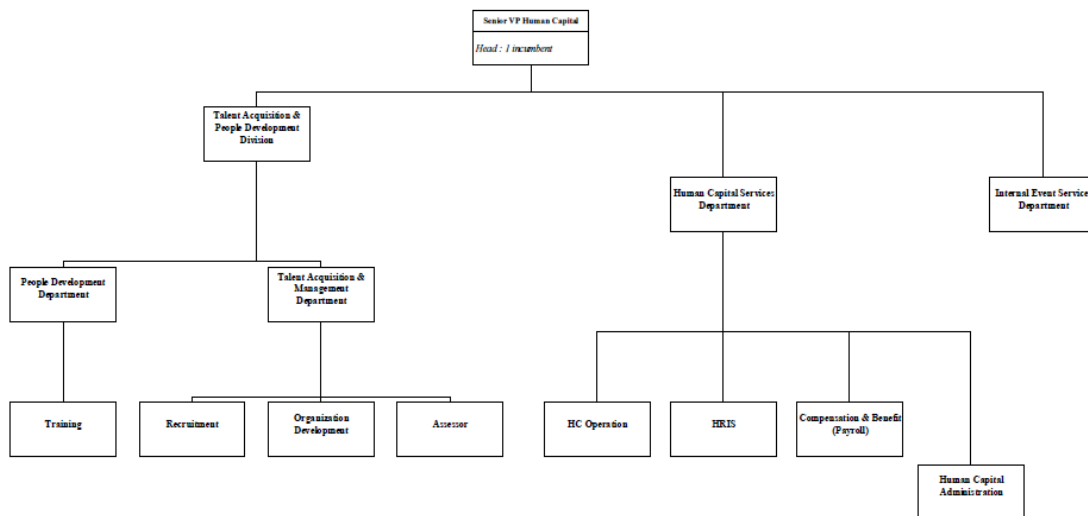 Senior VP Human Capital
Head : 1 incumbent
Talent Acquisition &
People Development
Division
Human Capital Services
Department
Internal Event Service
Department
People Development
Department
Talent Acquisition &
Management
Department
Training
Recruitment
Organization
Development
Assessor
HC Operation
HRIS
Compensation & Benefit
(Payroll)
Human Capital
Administration